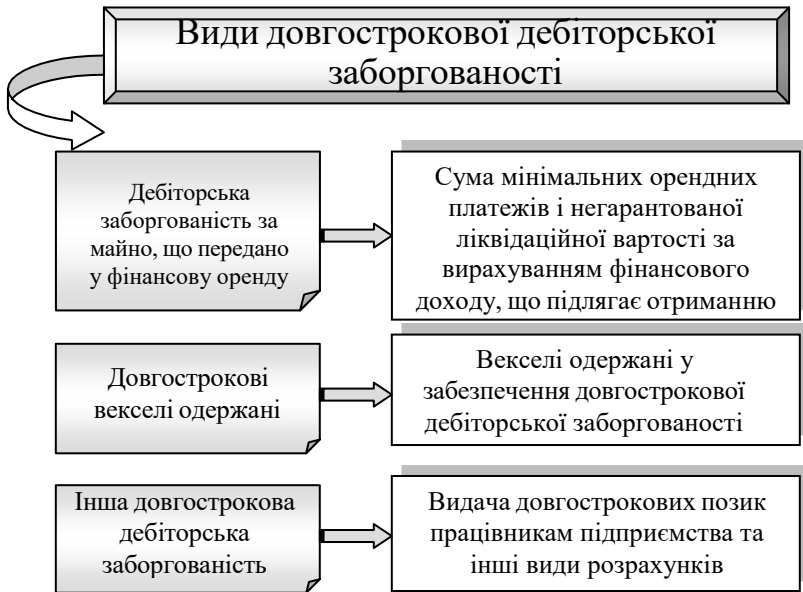 Види довгострокової дебіторської
заборгованості
Дебіторська
заборгованість за
майно, що передано
у фінансову оренду
Сума мінімальних орендних
платежів і негарантованої
ліквідаційної вартості за
вирахуванням фінансового
доходу, що підлягає отриманню
Довгострокові
векселі одержані
Векселі одержані у
забезпечення довгострокової
дебіторської заборгованості
Інша довгострокова
дебіторська
заборгованість
Видача довгострокових позик
працівникам підприємства та
інші види розрахунків